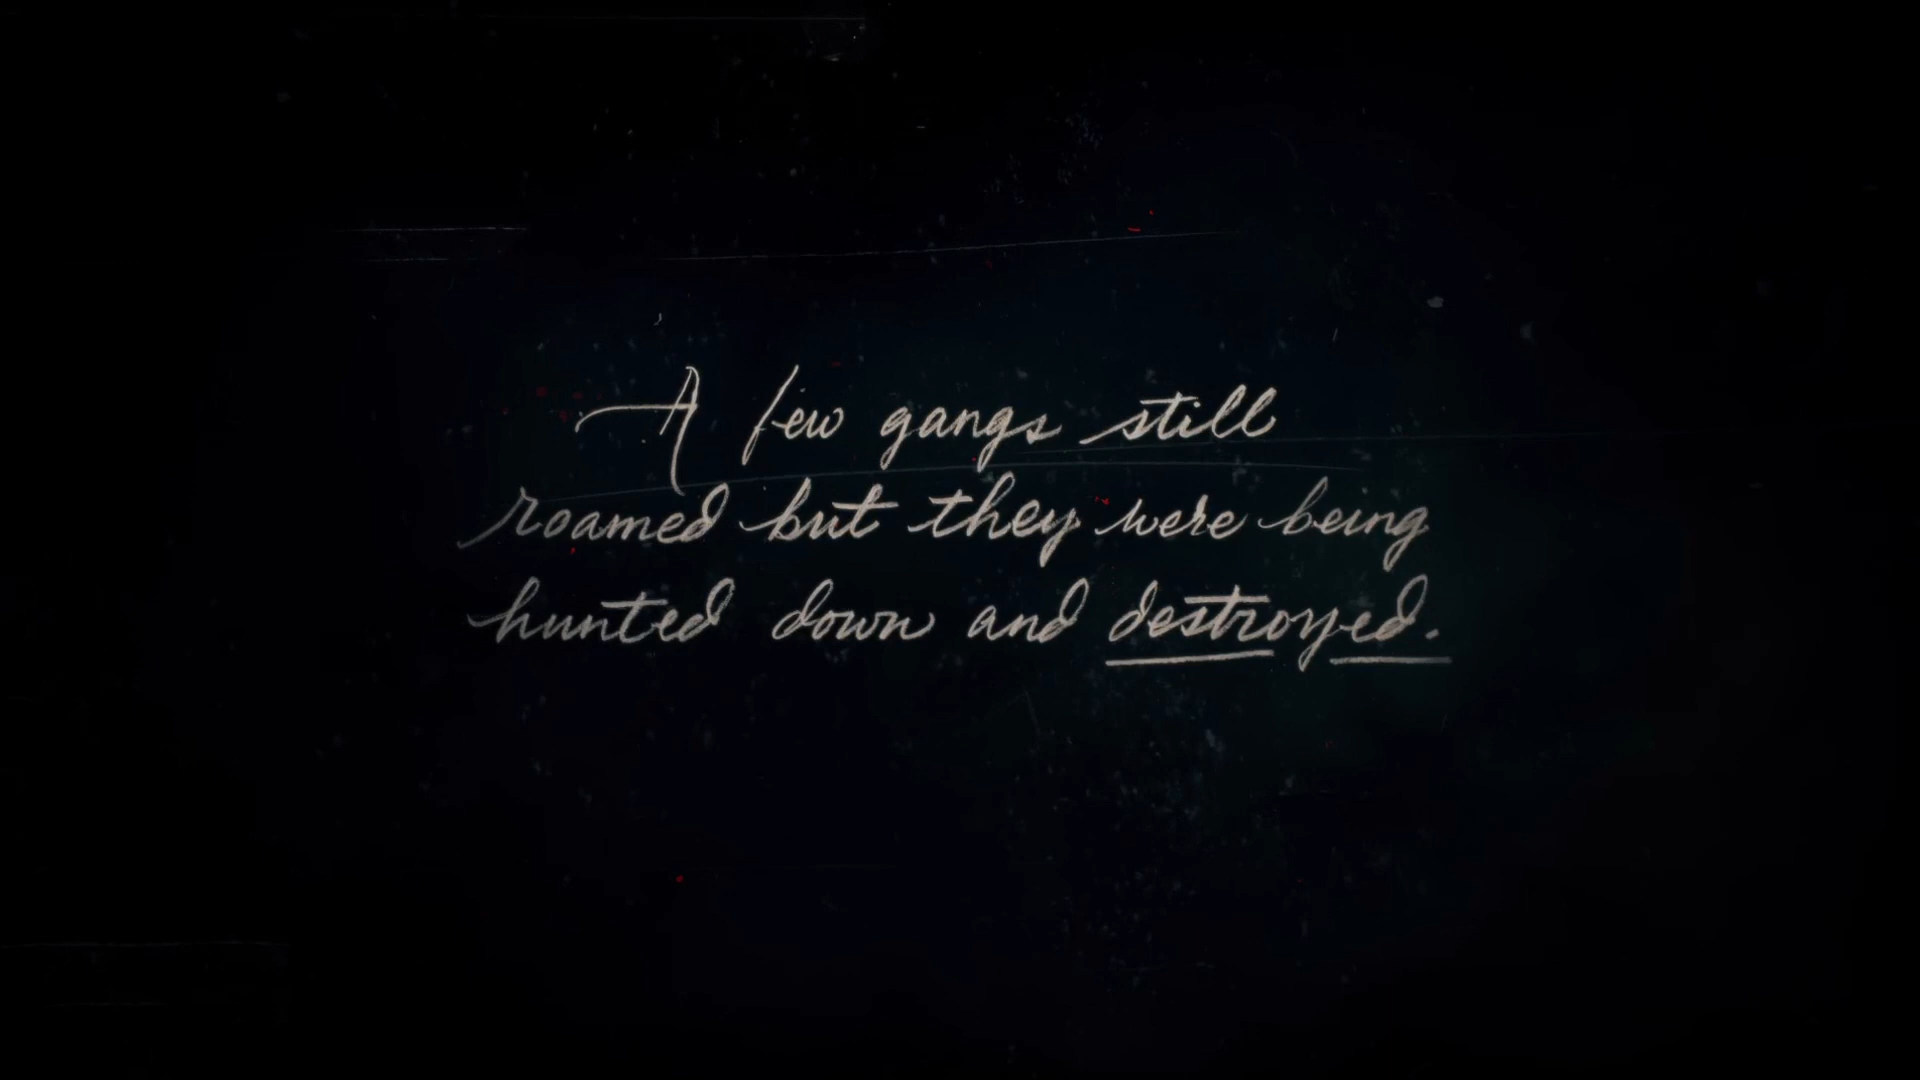 A few gangs still
roamed but they were being
hunted down and destroyed.